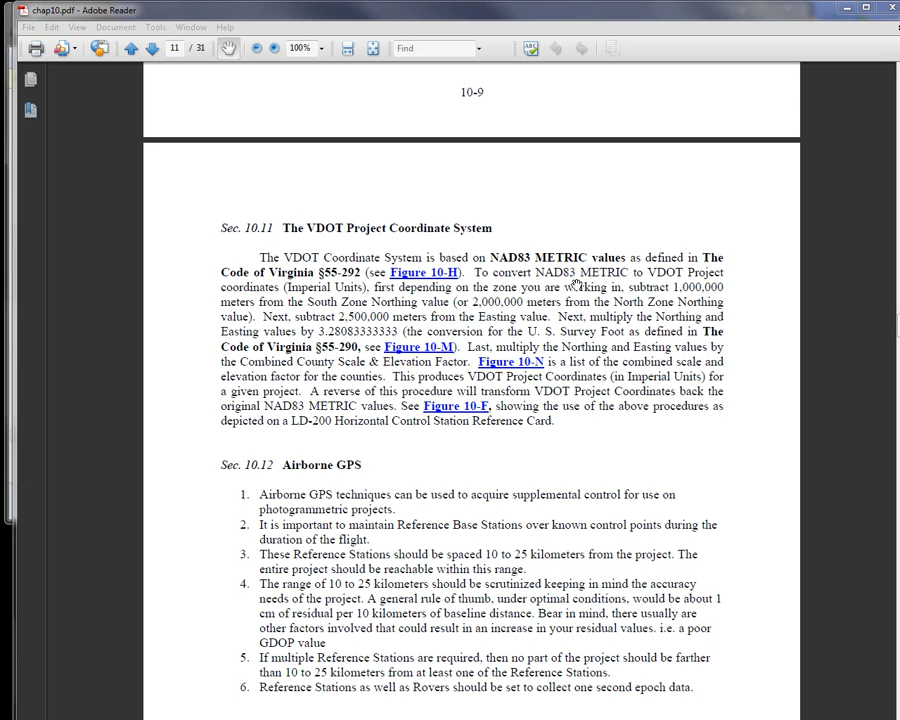 chap10.pdf - Adobe Reader
File Edit View Document Tools Window Help
11 / 31 100% Find
10-9
Sec. 10.11 The VDOT Project Coordinate System
The VDOT Coordinate System is based on NAD83 METRIC values as defined in The
Code of Virginia §55-292 (see Figure 10-H). To convert NAD83 METRIC to VDOT Project
coordinates (Imperial Units), first depending on the zone you are working in, subtract 1,000,000
meters from the South Zone Northing value (or 2,000,000 meters from the North Zone Northing
value). Next, subtract 2,500,000 meters from the Easting value. Next, multiply the Northing and
Easting values by 3.28083333333 (the conversion for the U. S. Survey Foot as defined in The
Code of Virginia §55-290, see Figure 10-M). Last, multiply the Northing and Easting values by
the Combined County Scale & Elevation Factor. Figure 10-N is a list of the combined scale and
elevation factor for the counties. This produces VDOT Project Coordinates (in Imperial Units) for
a given project. A reverse of this procedure will transform VDOT Project Coordinates back the
original NAD83 METRIC values. See Figure 10-F, showing the use of the above procedures as
depicted on a LD-200 Horizontal Control Station Reference Card.
Sec. 10.12 Airborne GPS
1. Airborne GPS techniques can be used to acquire supplemental control for use on
photogrammetric projects.
2. It is important to maintain Reference Base Stations over known control points during the
duration of the flight.
3. These Reference Stations should be spaced 10 to 25 kilometers from the project. The
entire project should be reachable within this range.
4. The range of 10 to 25 kilometers should be scrutinized keeping in mind the accuracy
needs of the project. A general rule of thumb, under optimal conditions, would be about 1
cm of residual per 10 kilometers of baseline distance. Bear in mind, there usually are
other factors involved that could result in an increase in your residual values. i.e. a poor
GDOP value
5. If multiple Reference Stations are required, then no part of the project should be farther
than 10 to 25 kilometers from at least one of the Reference Stations.
6. Reference Stations as well as Rovers should be set to collect one second epoch data.